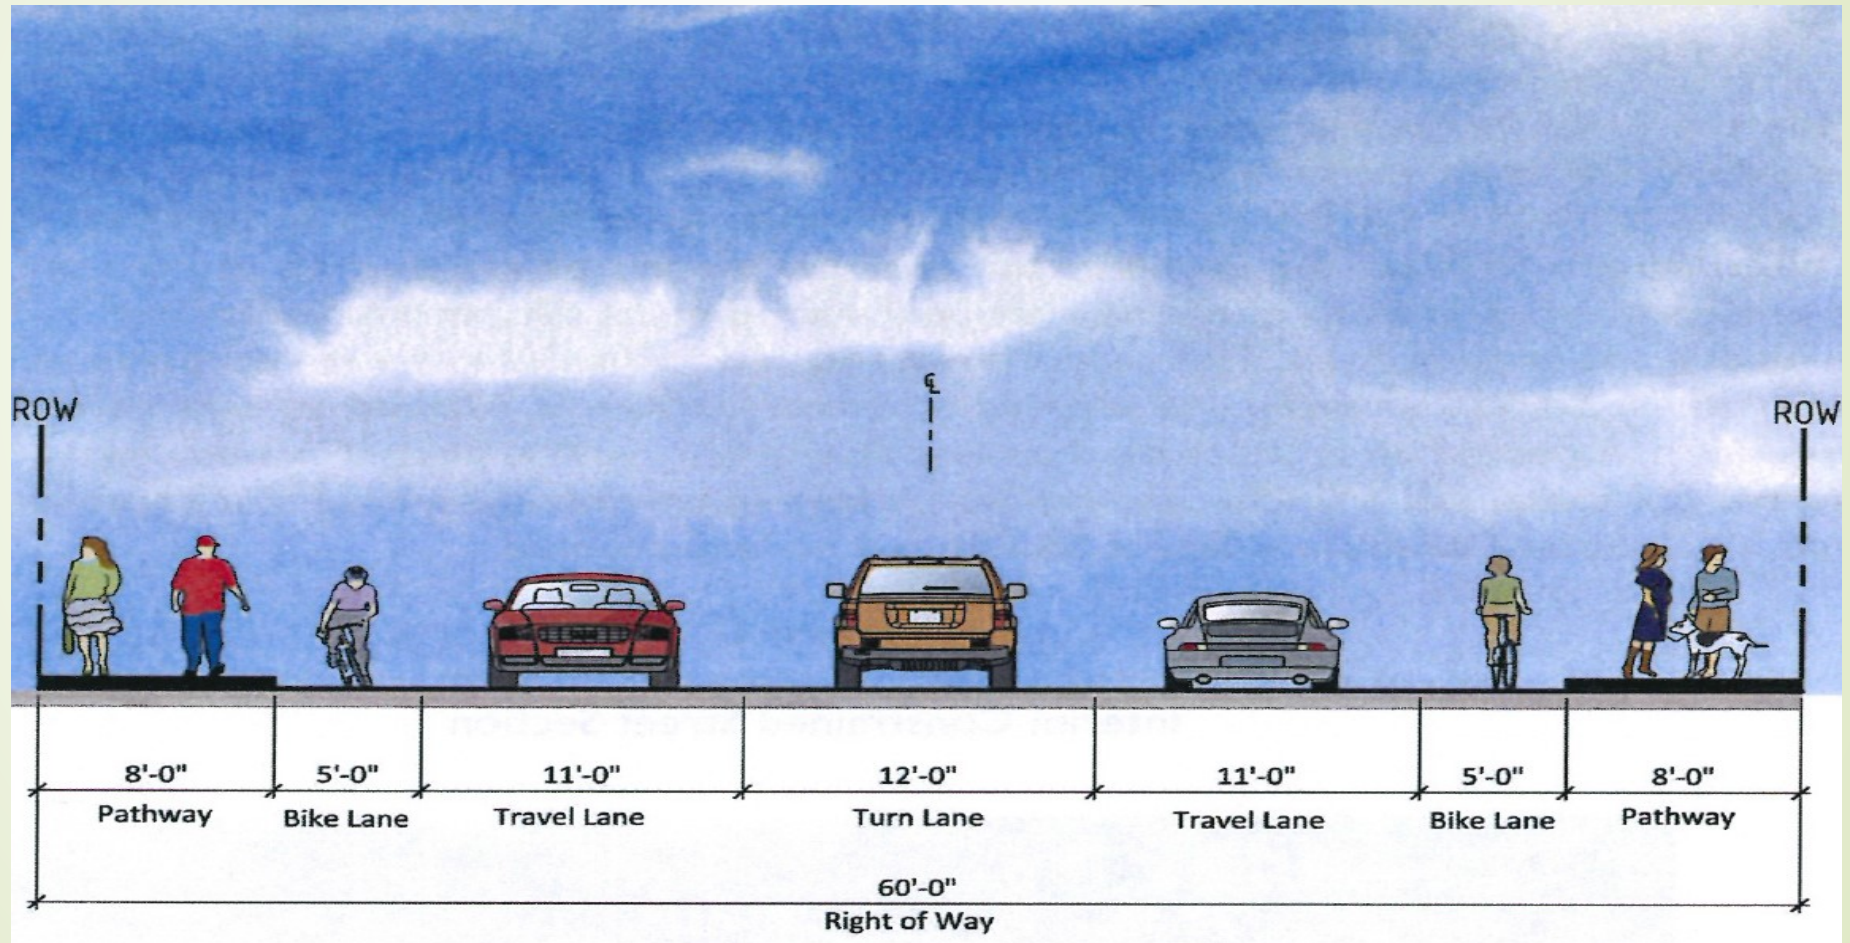 ℄
ROW
ROW
8'-0" 5'-0" 11'-0" 12'-0" 11'-0" 5'-0" 8'-0"
Pathway Bike Lane Travel Lane Turn Lane Travel Lane Bike Lane Pathway
60'-0"
Right of Way